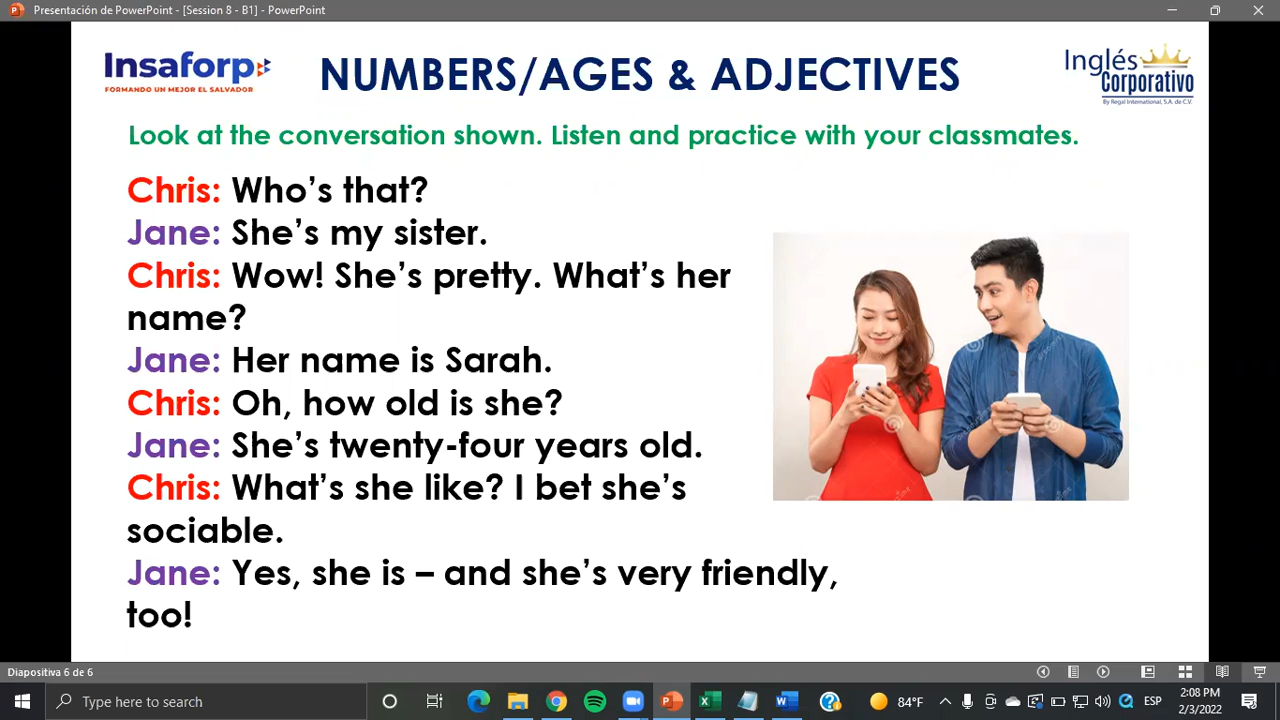 Presentación de PowerPoint - [Session 8 - B1] - PowerPoint
Insaforp
FORMANDO UN MEJOR EL SALVADOR
NUMBERS/AGES & ADJECTIVES
Inglés
Corporativo
By Regal International, S.A. de C.V.
Look at the conversation shown. Listen and practice with your classmates.
Chris: Who's that?
Jane: She's my sister.
Chris: Wow! She's pretty. What's her
name?
Jane: Her name is Sarah.
Chris: Oh, how old is she?
Jane: She's twenty-four years old.
Chris: What's she like? I bet she's
sociable.
Jane: Yes, she is – and she's very friendly,
too!
Diapositiva 6 de 6
Type here to search
84°F
ESP
2:08 PM
2/3/2022